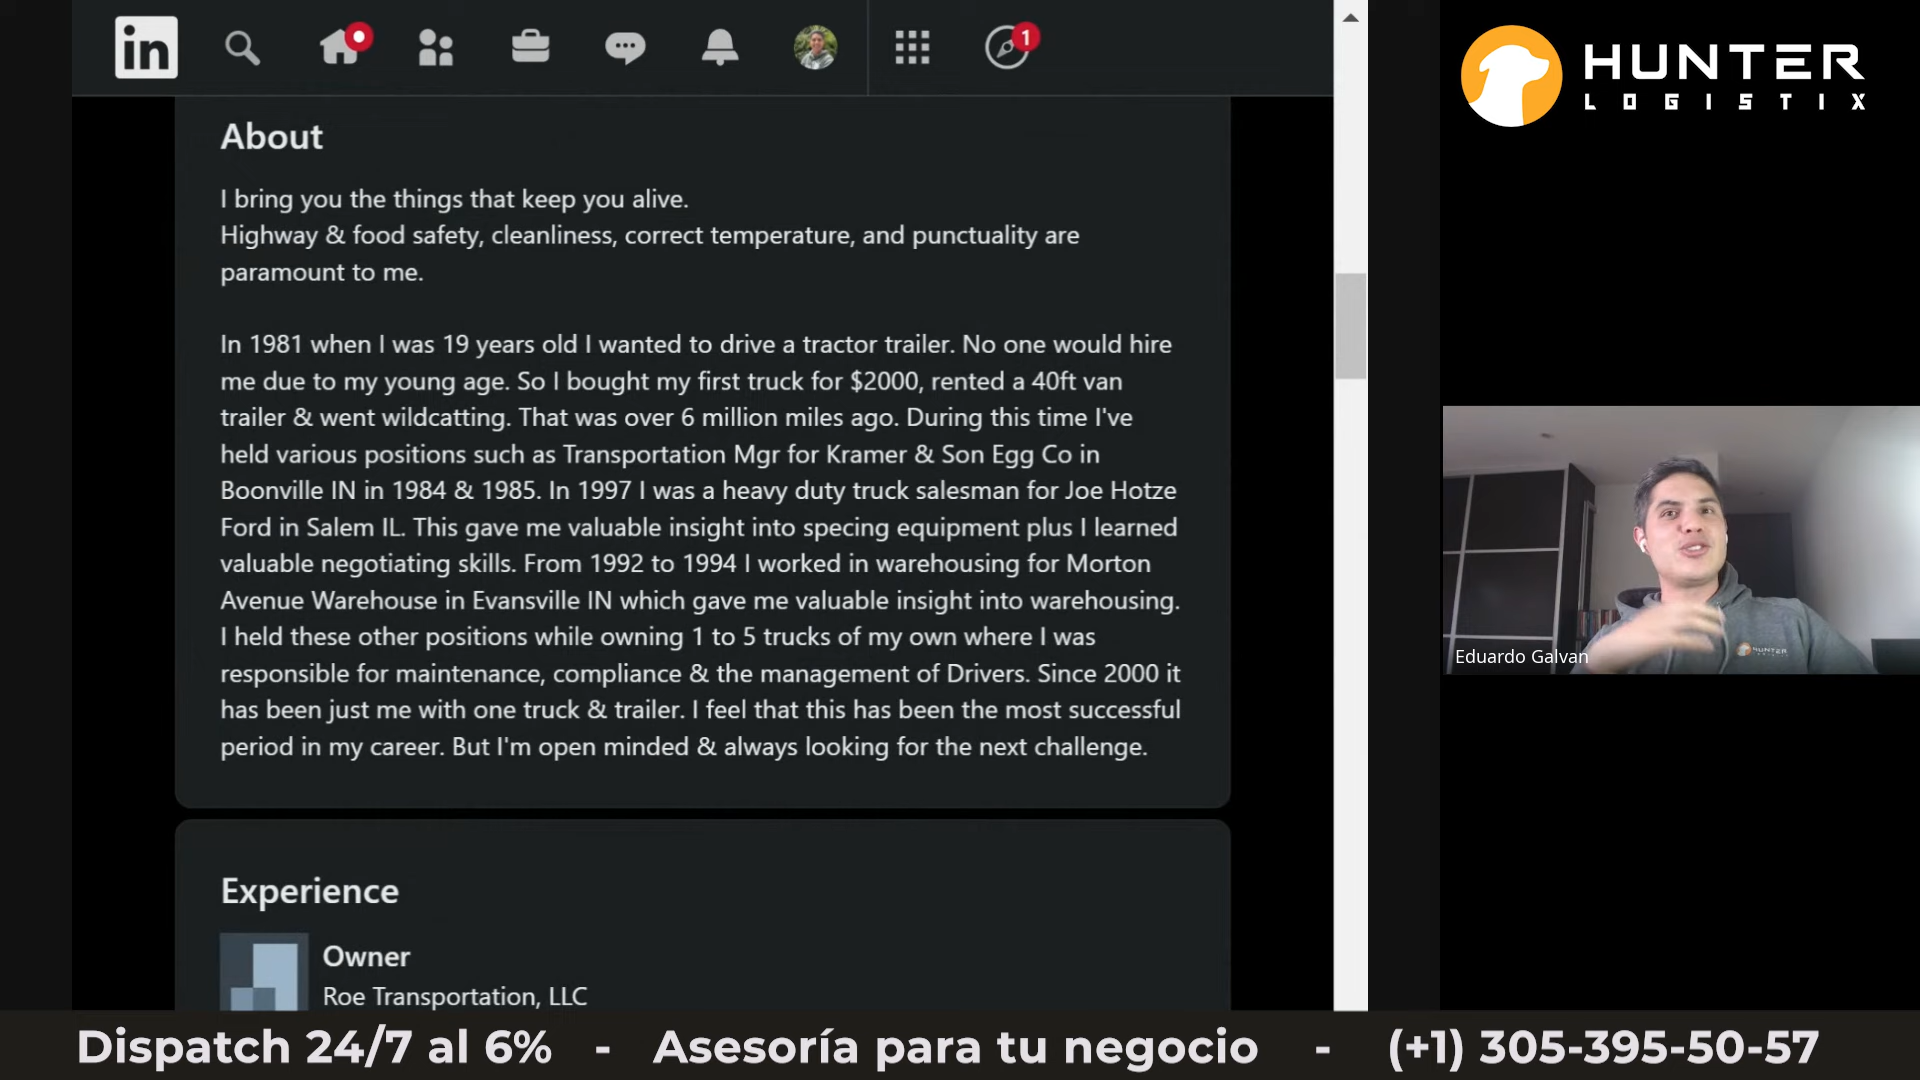 in
1
HUNTER
LOGISTIX
About
I bring you the things that keep you alive.
Highway & food safety, cleanliness, correct temperature, and punctuality are
paramount to me.
In 1981 when I was 19 years old I wanted to drive a tractor trailer. No one would hire
me due to my young age. So I bought my first truck for $2000, rented a 40ft van
trailer & went wildcatting. That was over 6 million miles ago. During this time I've
held various positions such as Transportation Mgr for Kramer & Son Egg Co in
Boonville IN in 1984 & 1985. In 1997 I was a heavy duty truck salesman for Joe Hotze
Ford in Salem IL. This gave me valuable insight into specing equipment plus I learned
valuable negotiating skills. From 1992 to 1994 I worked in warehousing for Morton
Avenue Warehouse in Evansville IN which gave me valuable insight into warehousing.
I held these other positions while owning 1 to 5 trucks of my own where I was
responsible for maintenance, compliance & the management of Drivers. Since 2000 it
has been just me with one truck & trailer. I feel that this has been the most successful
period in my career. But I'm open minded & always looking for the next challenge.
Experience
Owner
Roe Transportation, LLC
HUNTER
Eduardo Galvan
Dispatch 24/7 al 6% - Asesoría para tu negocio - (+1) 305-395-50-57